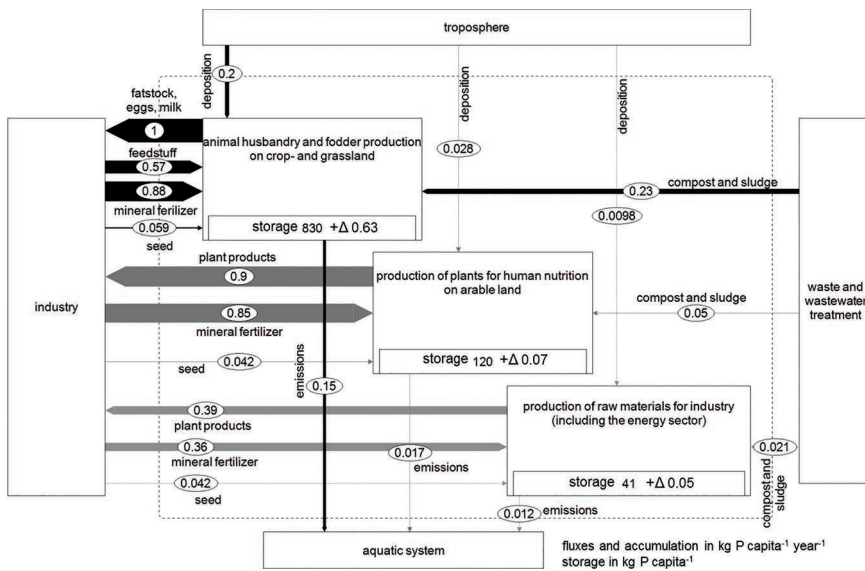 troposphere
deposition
0.2
deposition
0.028
deposition
0.0098
fatstock,
eggs, milk
1
feedstuff
0.57
0.88
mineral ferilizer
0.059
seed
animal husbandry and fodder production
on crop- and grassland
storage 830 +Δ 0.63
0.23
compost and sludge
industry
plant products
0.9
0.85
mineral fertilizer
seed
0.042
production of plants for human nutrition
on arable land
storage 120 +Δ 0.07
compost and sludge
0.05
waste and
wastewater
treatment
emissions
0.15
0.39
plant products
0.36
mineral fertilizer
0.042
seed
production of raw materials for industry
(including the energy sector)
storage 41 +Δ 0.05
0.021
compost and
sludge
0.017
emissions
0.012
emissions
aquatic system
fluxes and accumulation in kg P capita⁻¹ year⁻¹
storage in kg P capita⁻¹